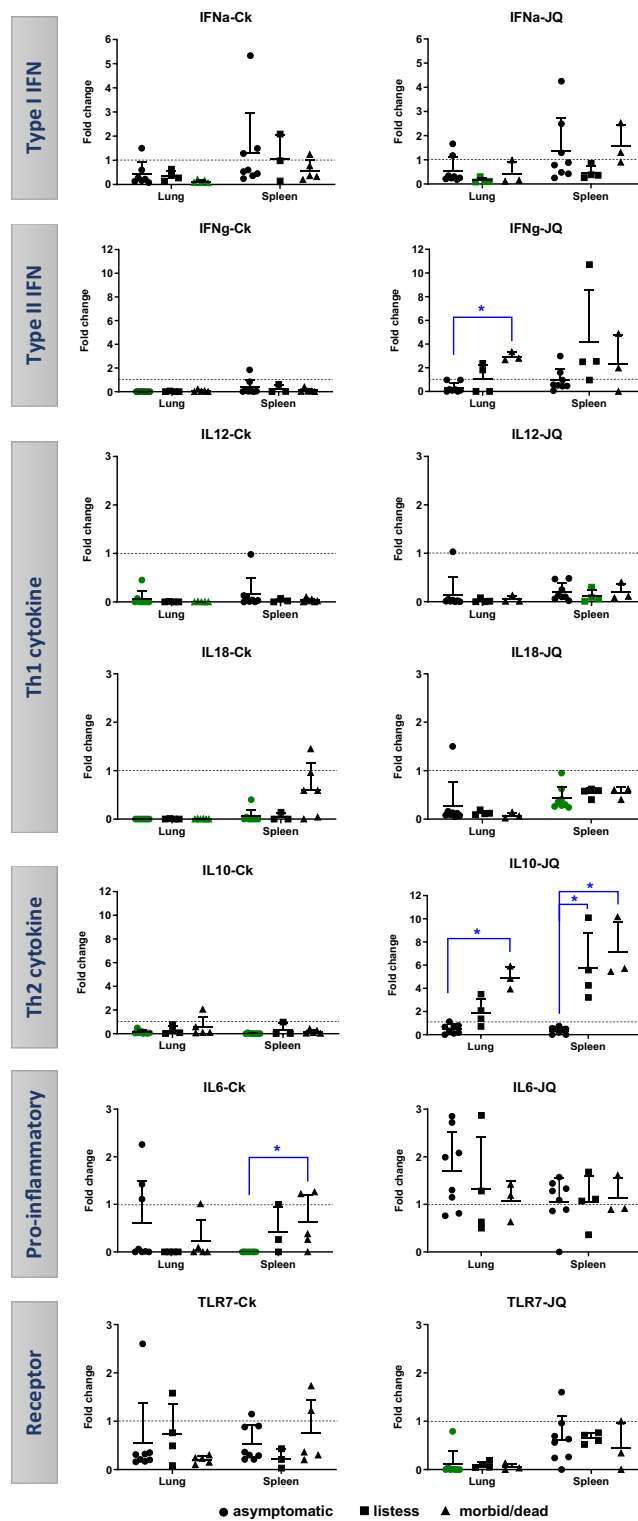 Type I IFN
IFNa-Ck
Fold change
6
5
4
3
2
1
0
Lung
Spleen
IFNa-JQ
Fold change
6
5
4
3
2
1
0
Lung
Spleen
Type II IFN
IFNg-Ck
Fold change
12
10
8
6
4
2
0
Lung
Spleen
IFNg-JQ
Fold change
12
10
8
6
4
2
0
*
Lung
Spleen
Th1 cytokine
IL12-Ck
Fold change
3
2
1
0
Lung
Spleen
IL12-JQ
Fold change
3
2
1
0
Lung
Spleen
IL18-Ck
Fold change
3
2
1
0
Lung
Spleen
IL18-JQ
Fold change
3
2
1
0
Lung
Spleen
Th2 cytokine
IL10-Ck
Fold change
12
10
8
6
4
2
0
Lung
Spleen
IL10-JQ
Fold change
12
10
8
6
4
2
0
*
*
*
Lung
Spleen
Pro-inflammatory
IL6-Ck
Fold change
3
2
1
0
*
Lung
Spleen
IL6-JQ
Fold change
3
2
1
0
Lung
Spleen
Receptor
TLR7-Ck
Fold change
3
2
1
0
Lung
Spleen
TLR7-JQ
Fold change
3
2
1
0
Lung
Spleen
asymptomatic listess morbid/dead